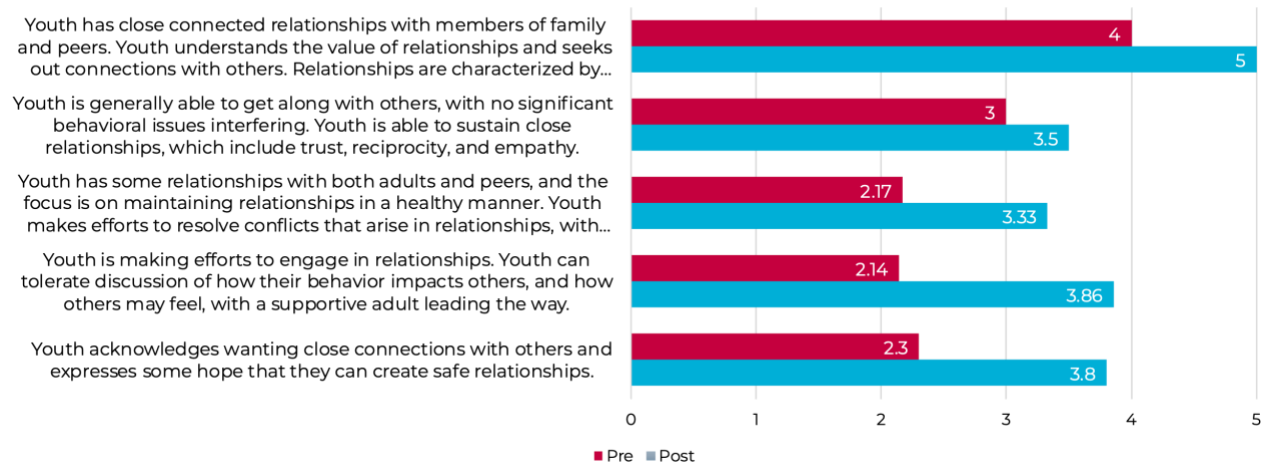 Youth has close connected relationships with members of family
and peers. Youth understands the value of relationships and seeks
out connections with others. Relationships are characterized by...
4
5
Youth is generally able to get along with others, with no significant
behavioral issues interfering. Youth is able to sustain close
relationships, which include trust, reciprocity, and empathy.
3
3.5
Youth has some relationships with both adults and peers, and the
focus is on maintaining relationships in a healthy manner. Youth
makes efforts to resolve conflicts that arise in relationships, with...
2.17
3.33
Youth is making efforts to engage in relationships. Youth can
tolerate discussion of how their behavior impacts others, and how
others may feel, with a supportive adult leading the way.
2.14
3.86
Youth acknowledges wanting close connections with others and
expresses some hope that they can create safe relationships.
2.3
3.8
0 1 2 3 4 5
Pre Post